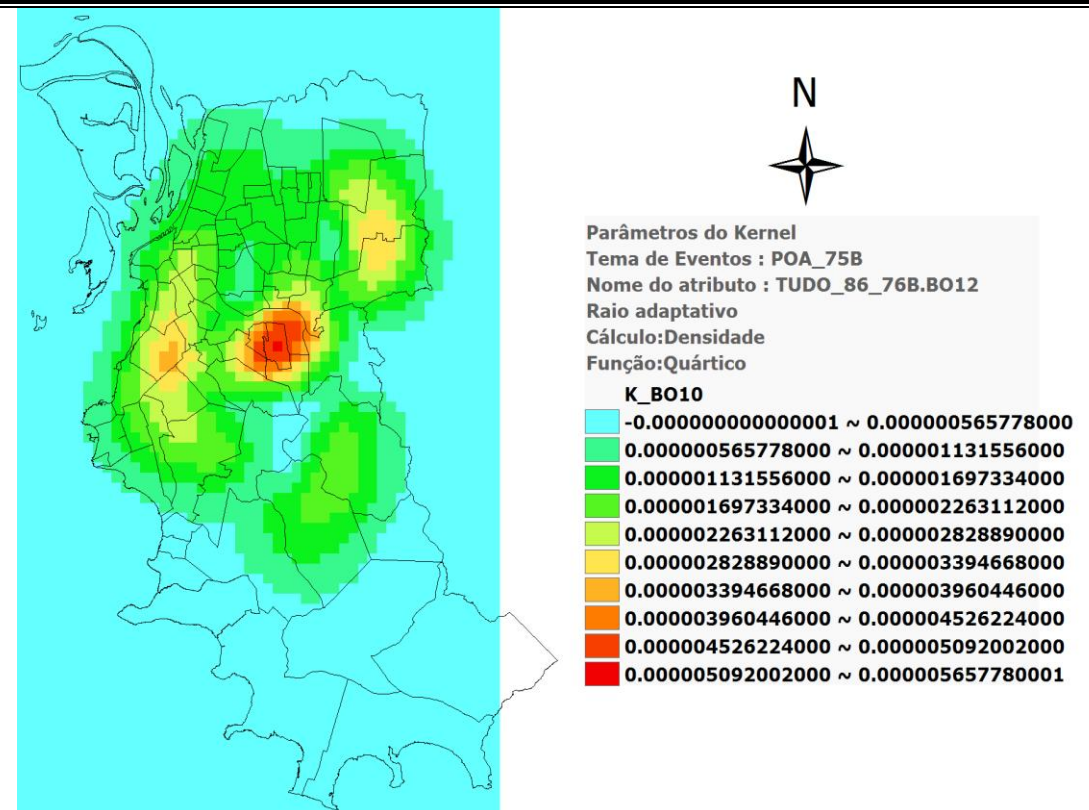 N
Parâmetros do Kernel
Tema de Eventos : POA_75B
Nome do atributo : TUDO_86_76B.BO12
Raio adaptativo
Cálculo:Densidade
Função:Quártico
K_BO10
-0.000000000000001 ~ 0.000000565778000
0.000000565778000 ~ 0.000001131556000
0.000001131556000 ~ 0.000001697334000
0.000001697334000 ~ 0.000002263112000
0.000002263112000 ~ 0.000002828890000
0.000002828890000 ~ 0.000003394668000
0.000003394668000 ~ 0.000003960446000
0.000003960446000 ~ 0.000004526224000
0.000004526224000 ~ 0.000005092002000
0.000005092002000 ~ 0.000005657780001